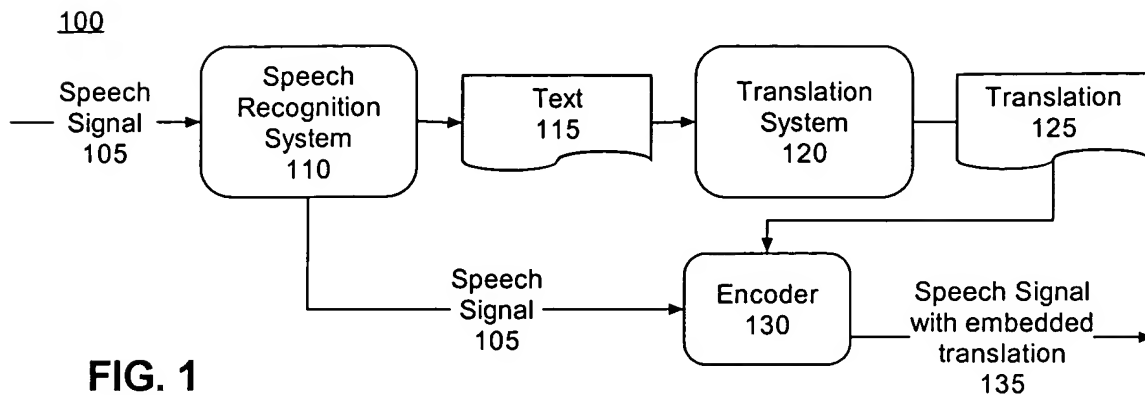 100
Speech
Signal
105
Speech
Recognition
System
110
Text
115
Translation
System
120
Translation
125
Speech
Signal
105
Encoder
130
Speech Signal
with embedded
translation
135
FIG. 1